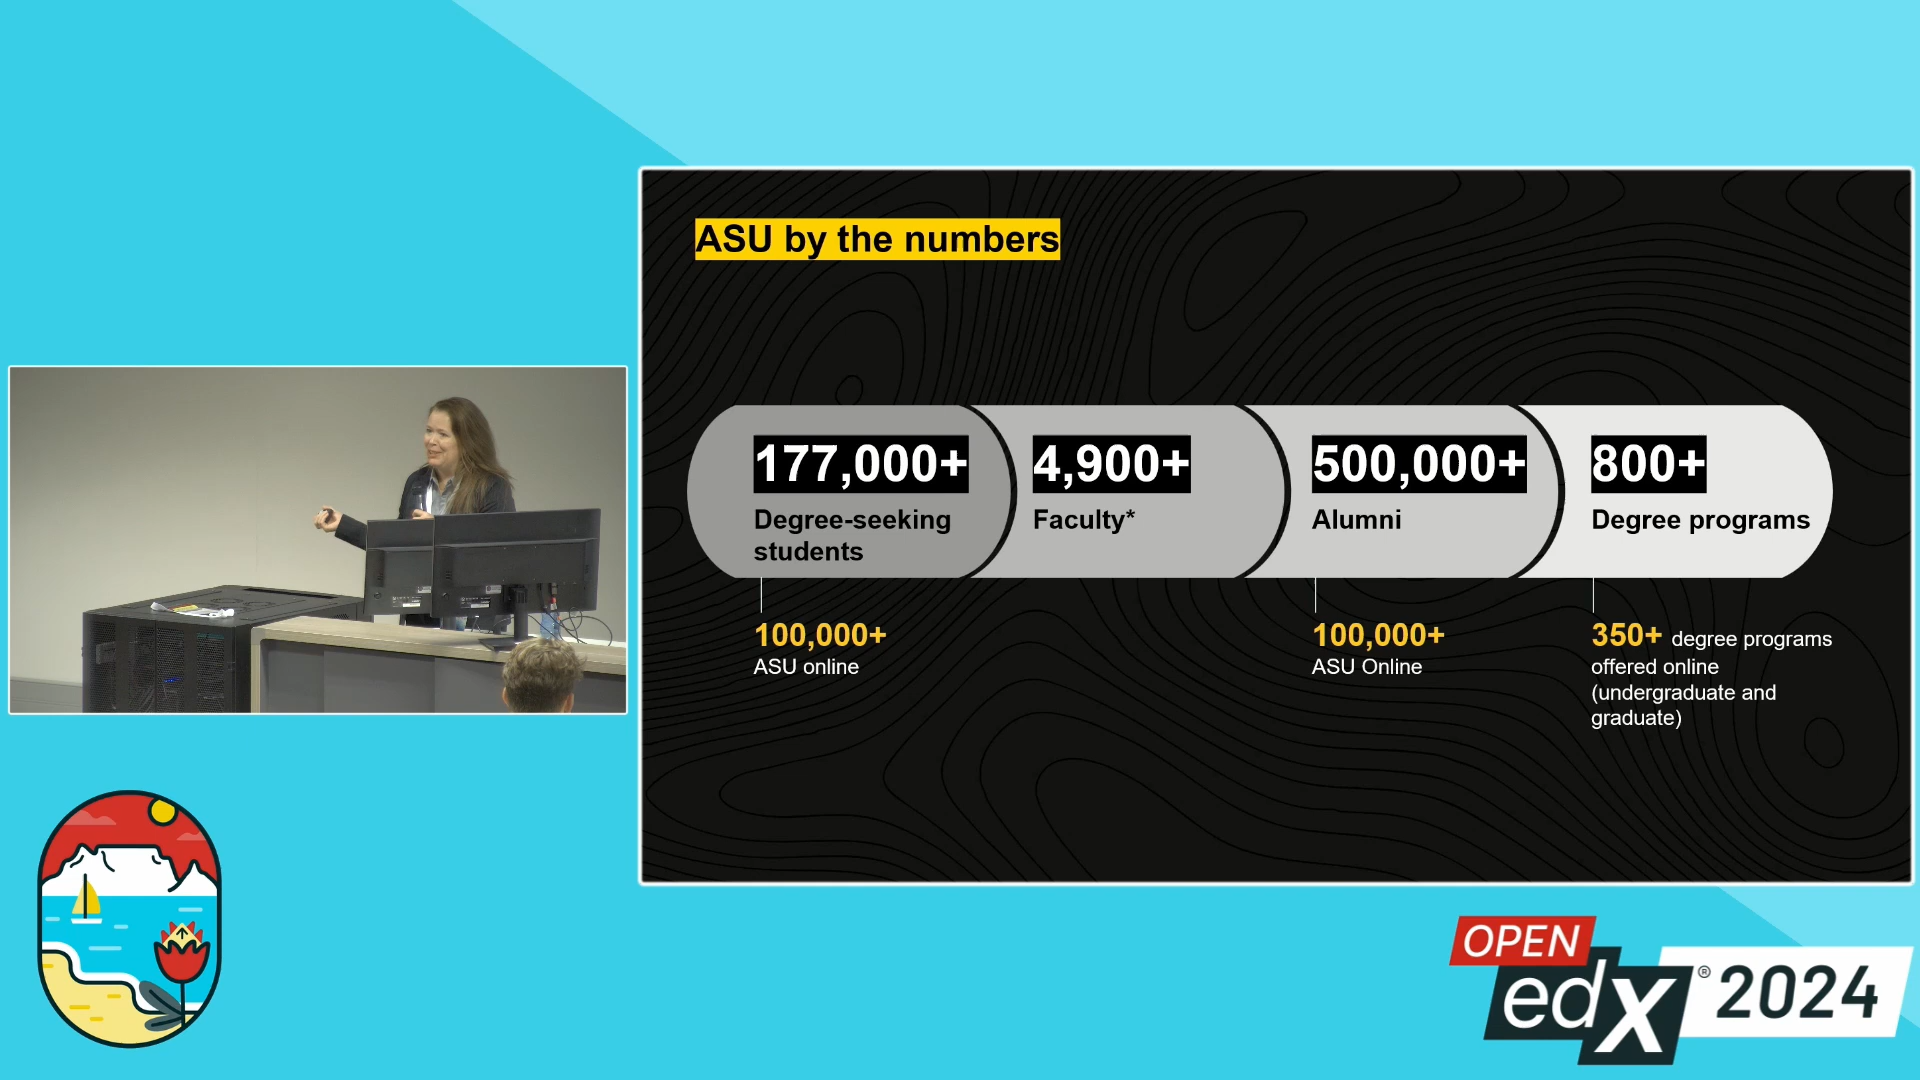 ASU by the numbers
177,000+
Degree-seeking
students
100,000+
ASU online
4,900+
Faculty*
500,000+
Alumni
100,000+
ASU Online
800+
Degree programs
350+ degree programs
offered online
(undergraduate and
graduate)
OPEN
edX® 2024